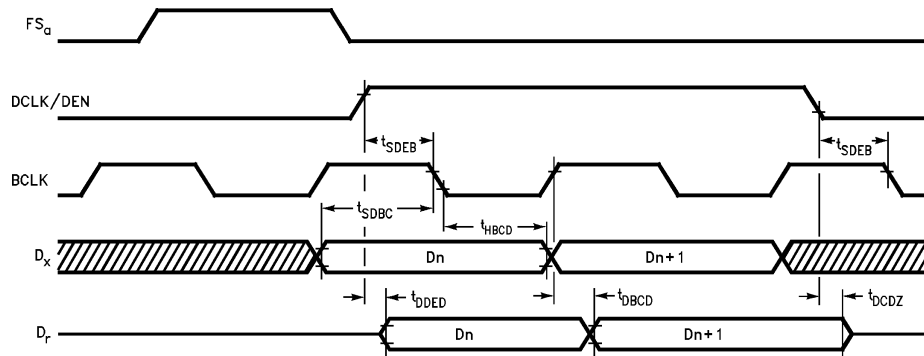 FSa
DCLK/DEN
tSDEB
tSDEB
BCLK
tSDBC
tHBCD
Dx
Dn
Dn+1
tDDED
tDBCD
tDCDZ
Dr
Dn
Dn+1